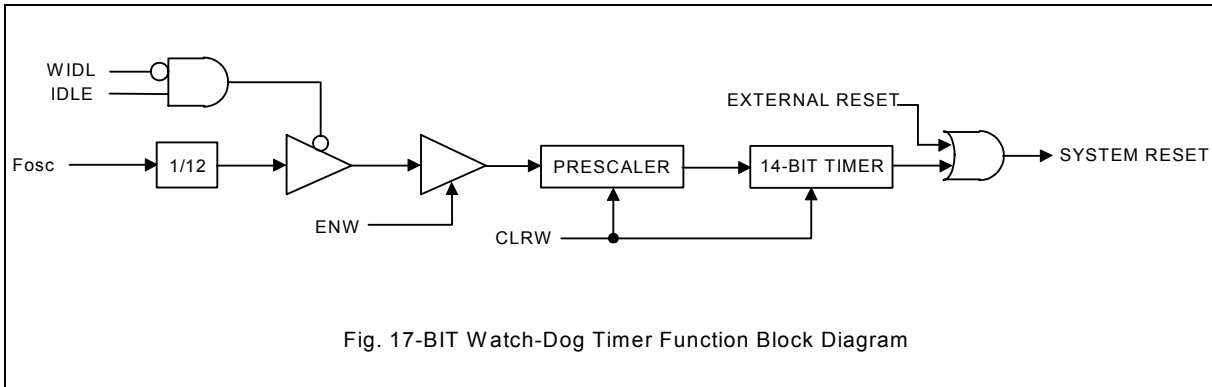 WIDL
IDLE
EXTERNAL RESET
Fosc
1/12
PRESCALER
14-BIT TIMER
SYSTEM RESET
ENW
CLRW
Fig. 17-BIT Watch-Dog Timer Function Block Diagram